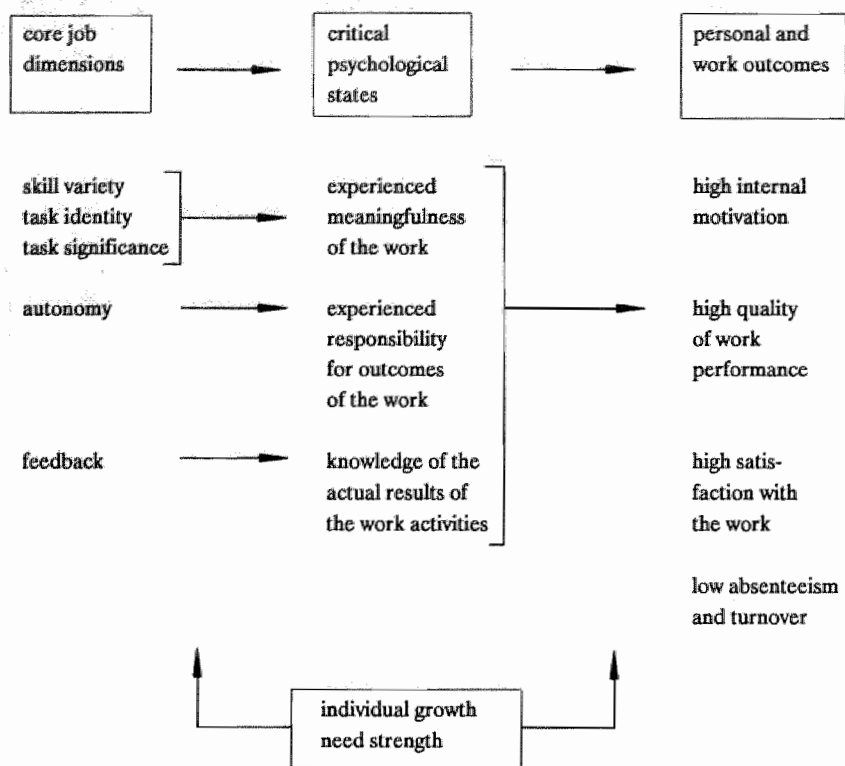 core job
dimensions
critical
psychological
states
personal and
work outcomes
skill variety
task identity
task significance
experienced
meaningfulness
of the work
high internal
motivation
autonomy
experienced
responsibility
for outcomes
of the work
high quality
of work
performance
feedback
knowledge of the
actual results of
the work activities
high satis-
faction with
the work
low absenteeism
and turnover
individual growth
need strength